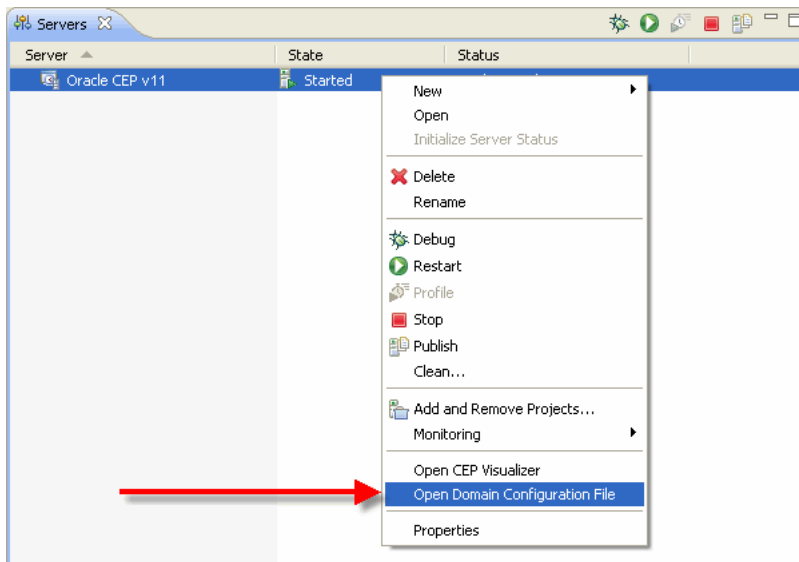 Servers
Server State Status
Oracle CEP v11 Started
New
Open
Initialize Server Status
Delete
Rename
Debug
Restart
Profile
Stop
Publish
Clean...
Add and Remove Projects...
Monitoring
Open CEP Visualizer
Open Domain Configuration File
Properties